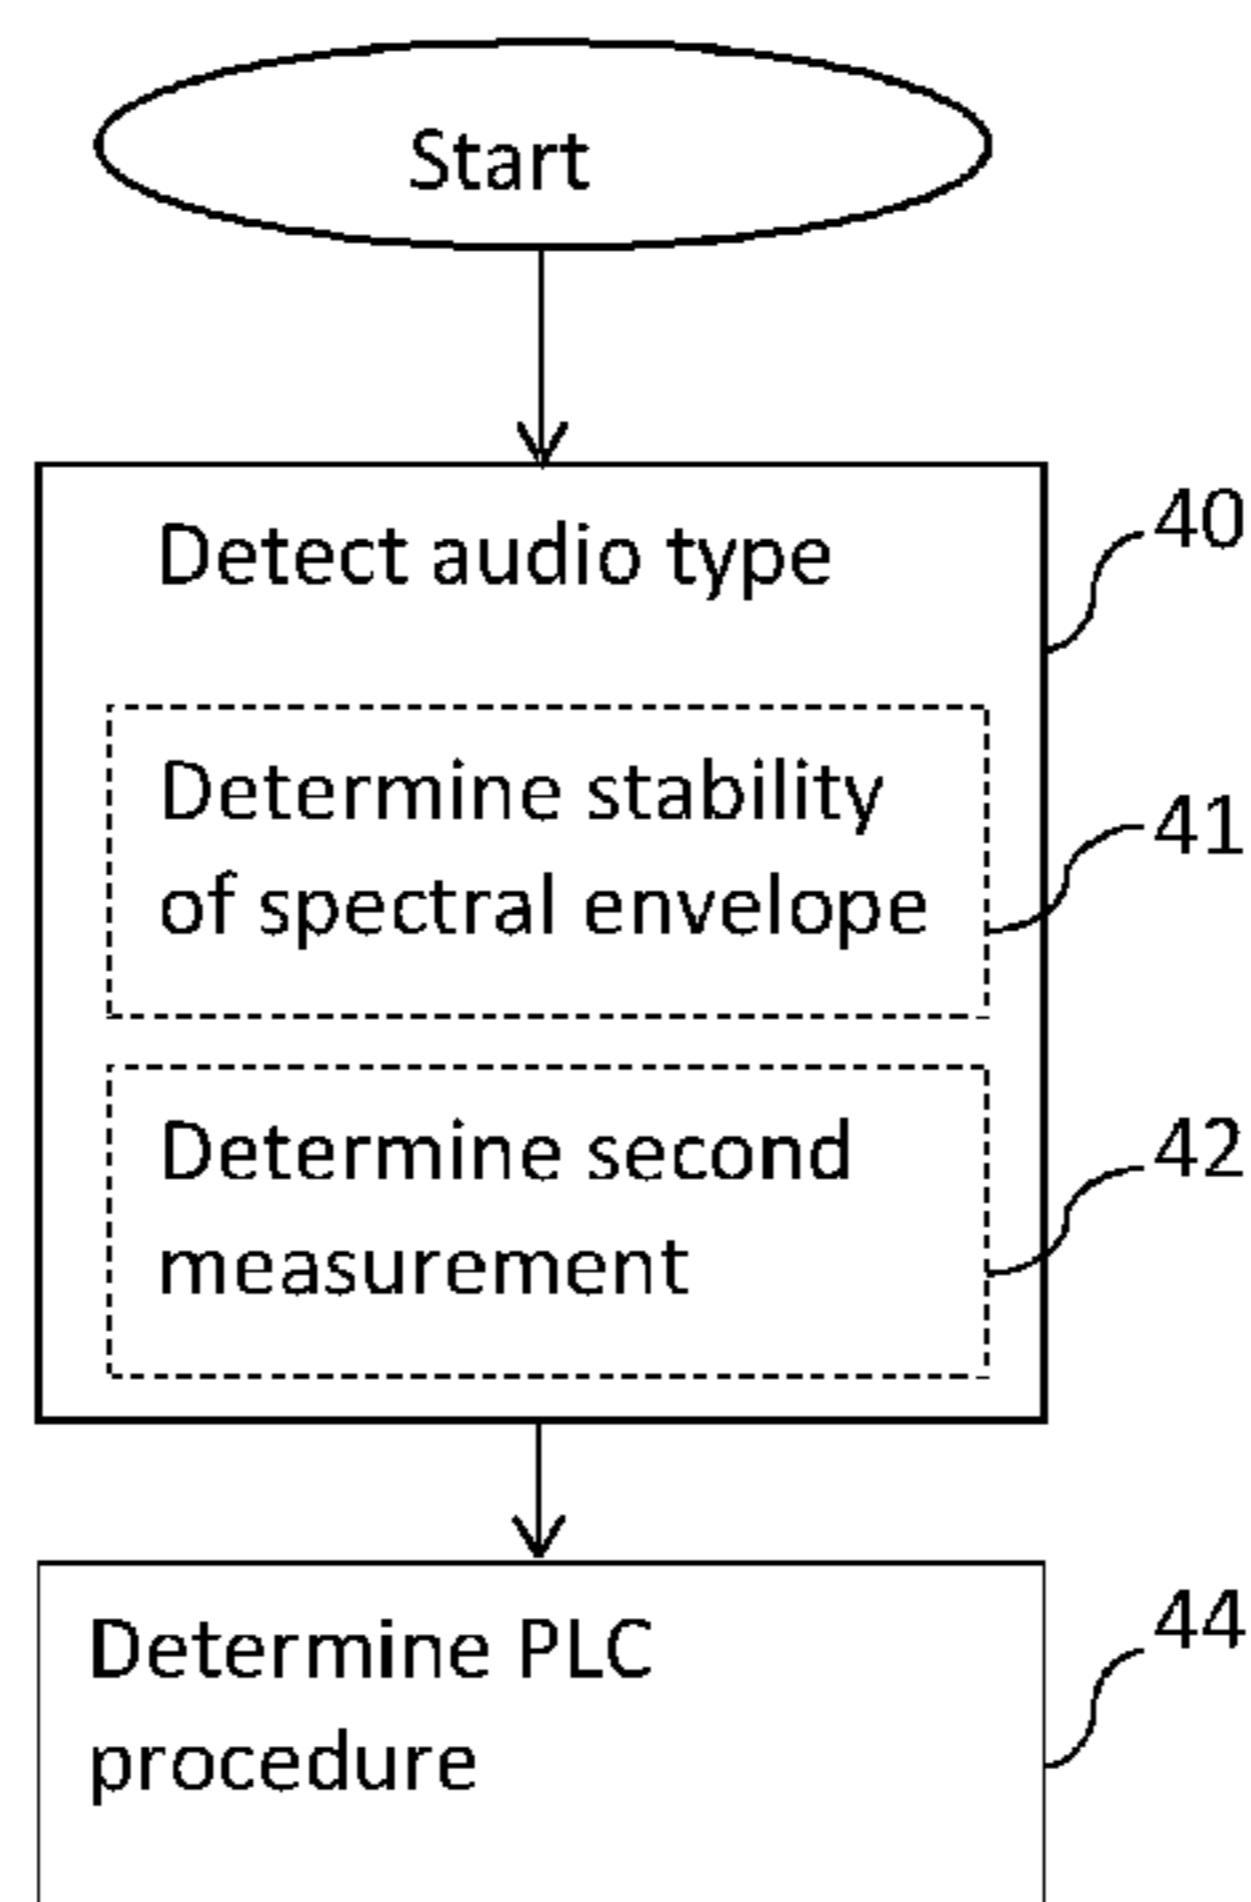 Start
Detect audio type
40
Determine stability
of spectral envelope
41
Determine second
measurement
42
Determine PLC
procedure
44